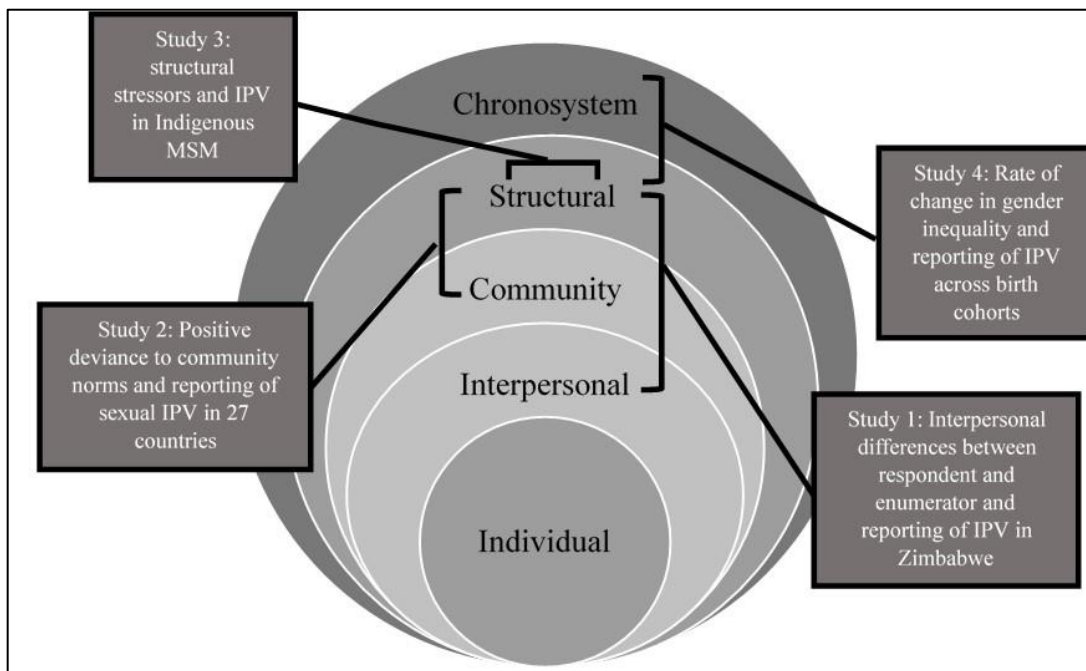 Study 3:
structural
stressors and IPV
in Indigenous
MSM
Chronosystem
Structural
Community
Interpersonal
Individual
Study 4: Rate of
change in gender
inequality and
reporting of IPV
across birth
cohorts
Study 2: Positive
deviance to community
norms and reporting of
sexual IPV in 27
countries
Study 1: Interpersonal
differences between
respondent and
enumerator and
reporting of IPV in
Zimbabwe